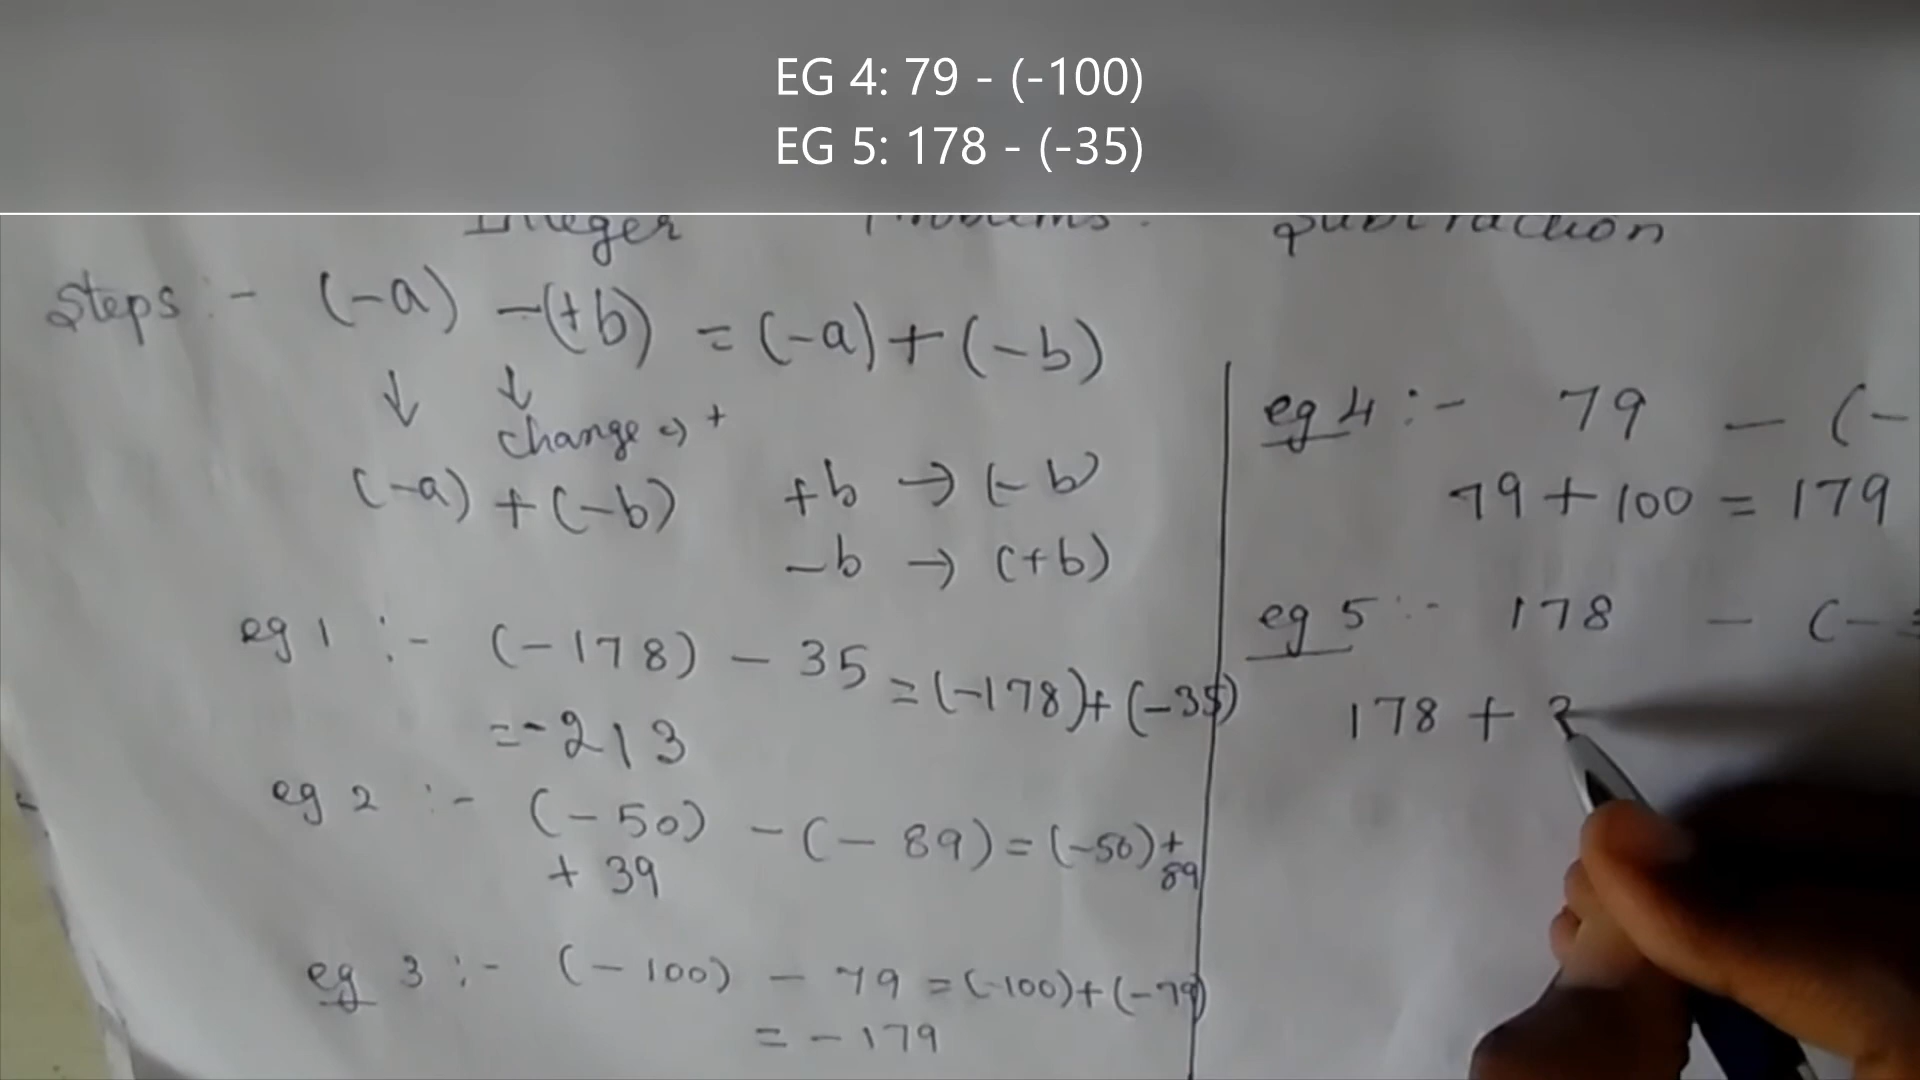 EG 4: 79 - (-100)
EG 5: 178 - (-35)
Integer Problems. Subtraction
Steps :- (-a) -(+b) = (-a)+(-b)
↓ ↓
change => +
(-a) + (-b) +b → (-b)
-b → (+b)
eg 1 :- (-178) - 35 = (-178)+(-35)
= -213
eg 2 :- (-50) - (-89) = (-50)+
89
+ 39
eg 3 :- (-100) - 79 = (-100)+(-79)
= -179
eg 4 :- 79 - (-
79 + 100 = 179
eg 5 :- 178 - (-
178 +